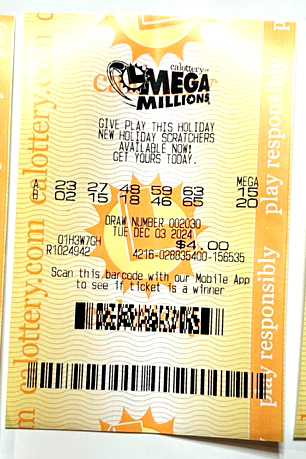 calottery
MEGA
MILLIONS
GIVE PLAY THIS HOLIDAY
NEW HOLIDAY SCRATCHERS
AVAILABLE NOW!
GET YOURS TODAY.
MEGA
A 23 27 48 59 63 15
B 02 15 18 46 65 20
DRAW NUMBER 002030
TUE DEC 03 2024
$4.00
01H3W7GH
R1024942
4216-028835400-156535
Scan this barcode with our Mobile App
to see if ticket is a winner
calottery.com calottery.com
play responsibly play responsibly